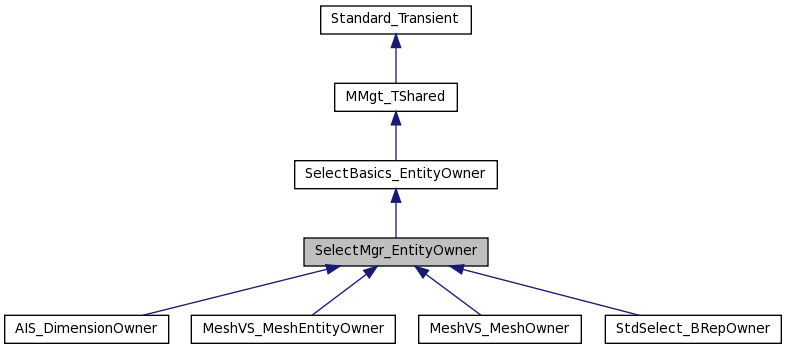 Standard_Transient
MMgt_TShared
SelectBasics_EntityOwner
SelectMgr_EntityOwner
AIS_DimensionOwner
MeshVS_MeshEntityOwner
MeshVS_MeshOwner
StdSelect_BRepOwner